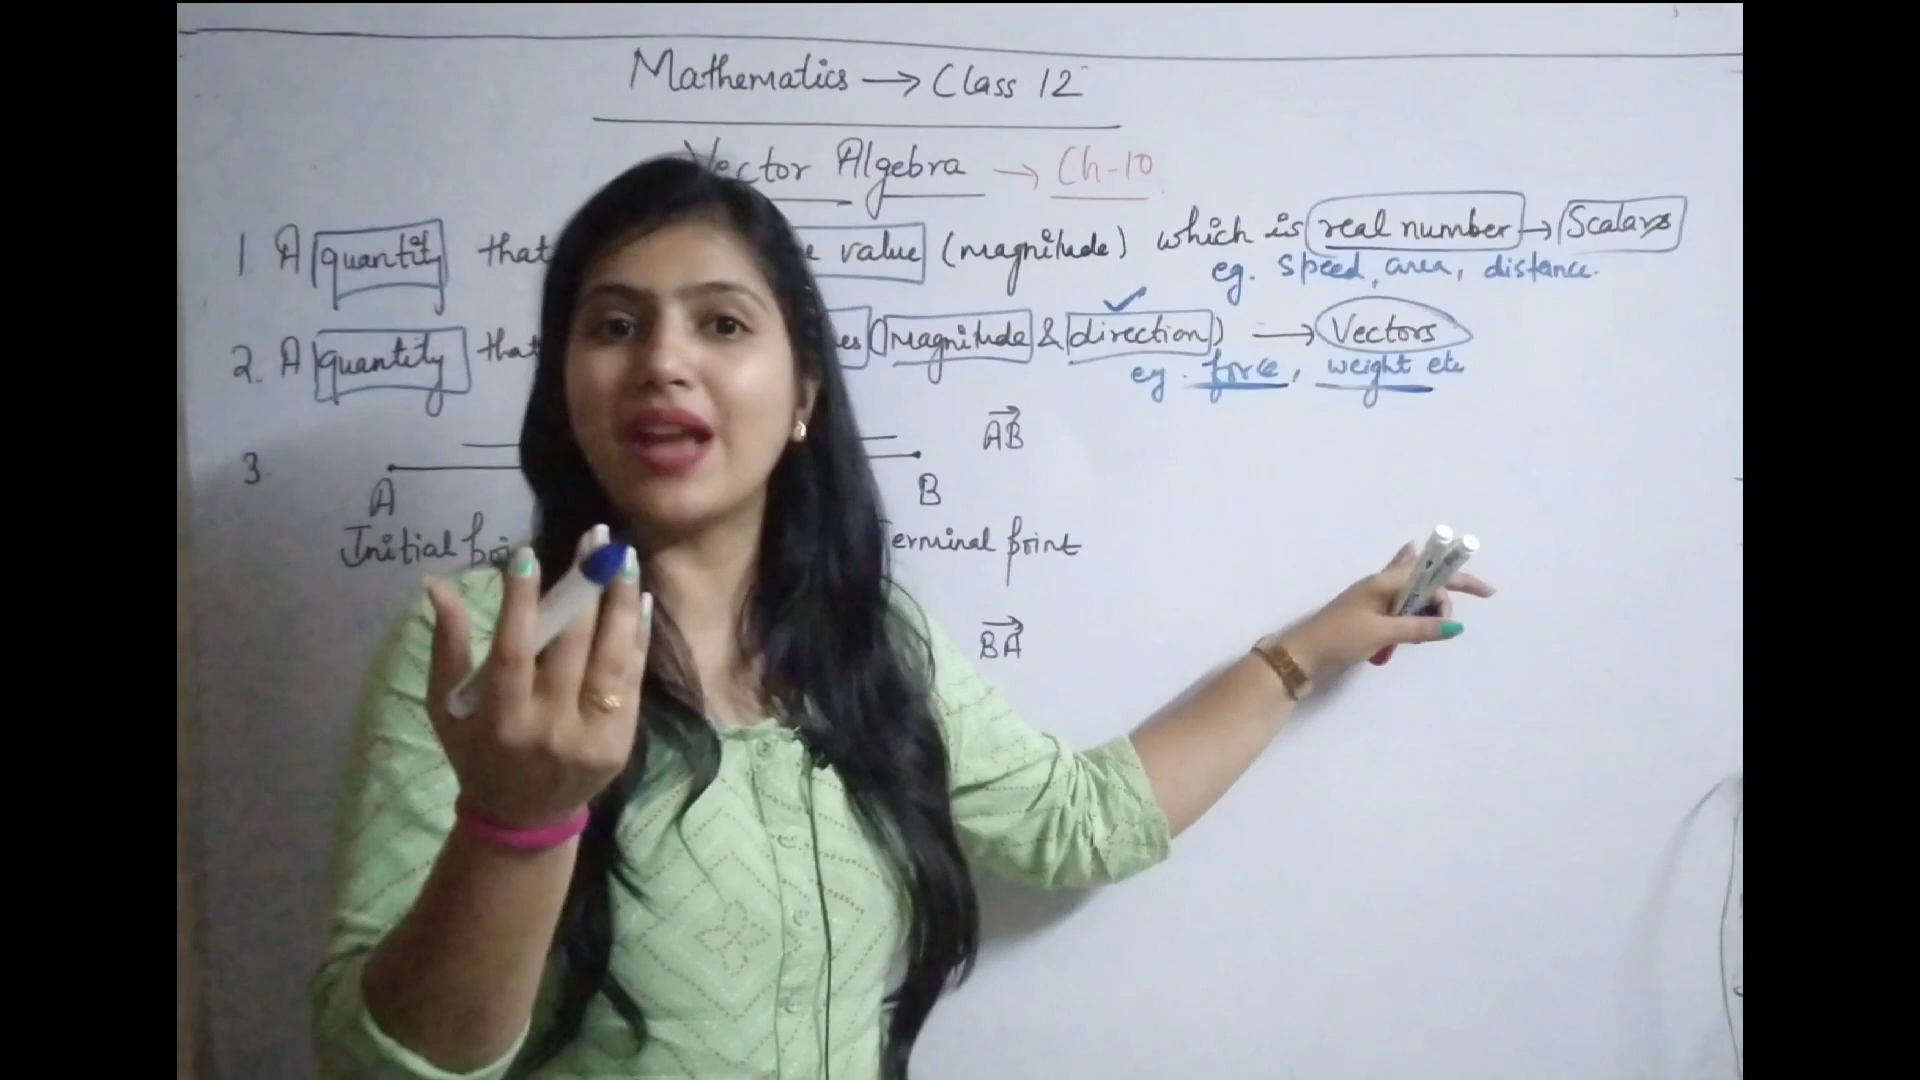 Mathematics → Class 12
Vector Algebra → Ch-10
1. A quantity that value (magnitude) which is real number → Scalars
eg. speed, area, distance.
2. A quantity that (magnitude & direction) → Vectors
eg. force, weight etc
3.
AB
A B
Initial Terminal point
BA